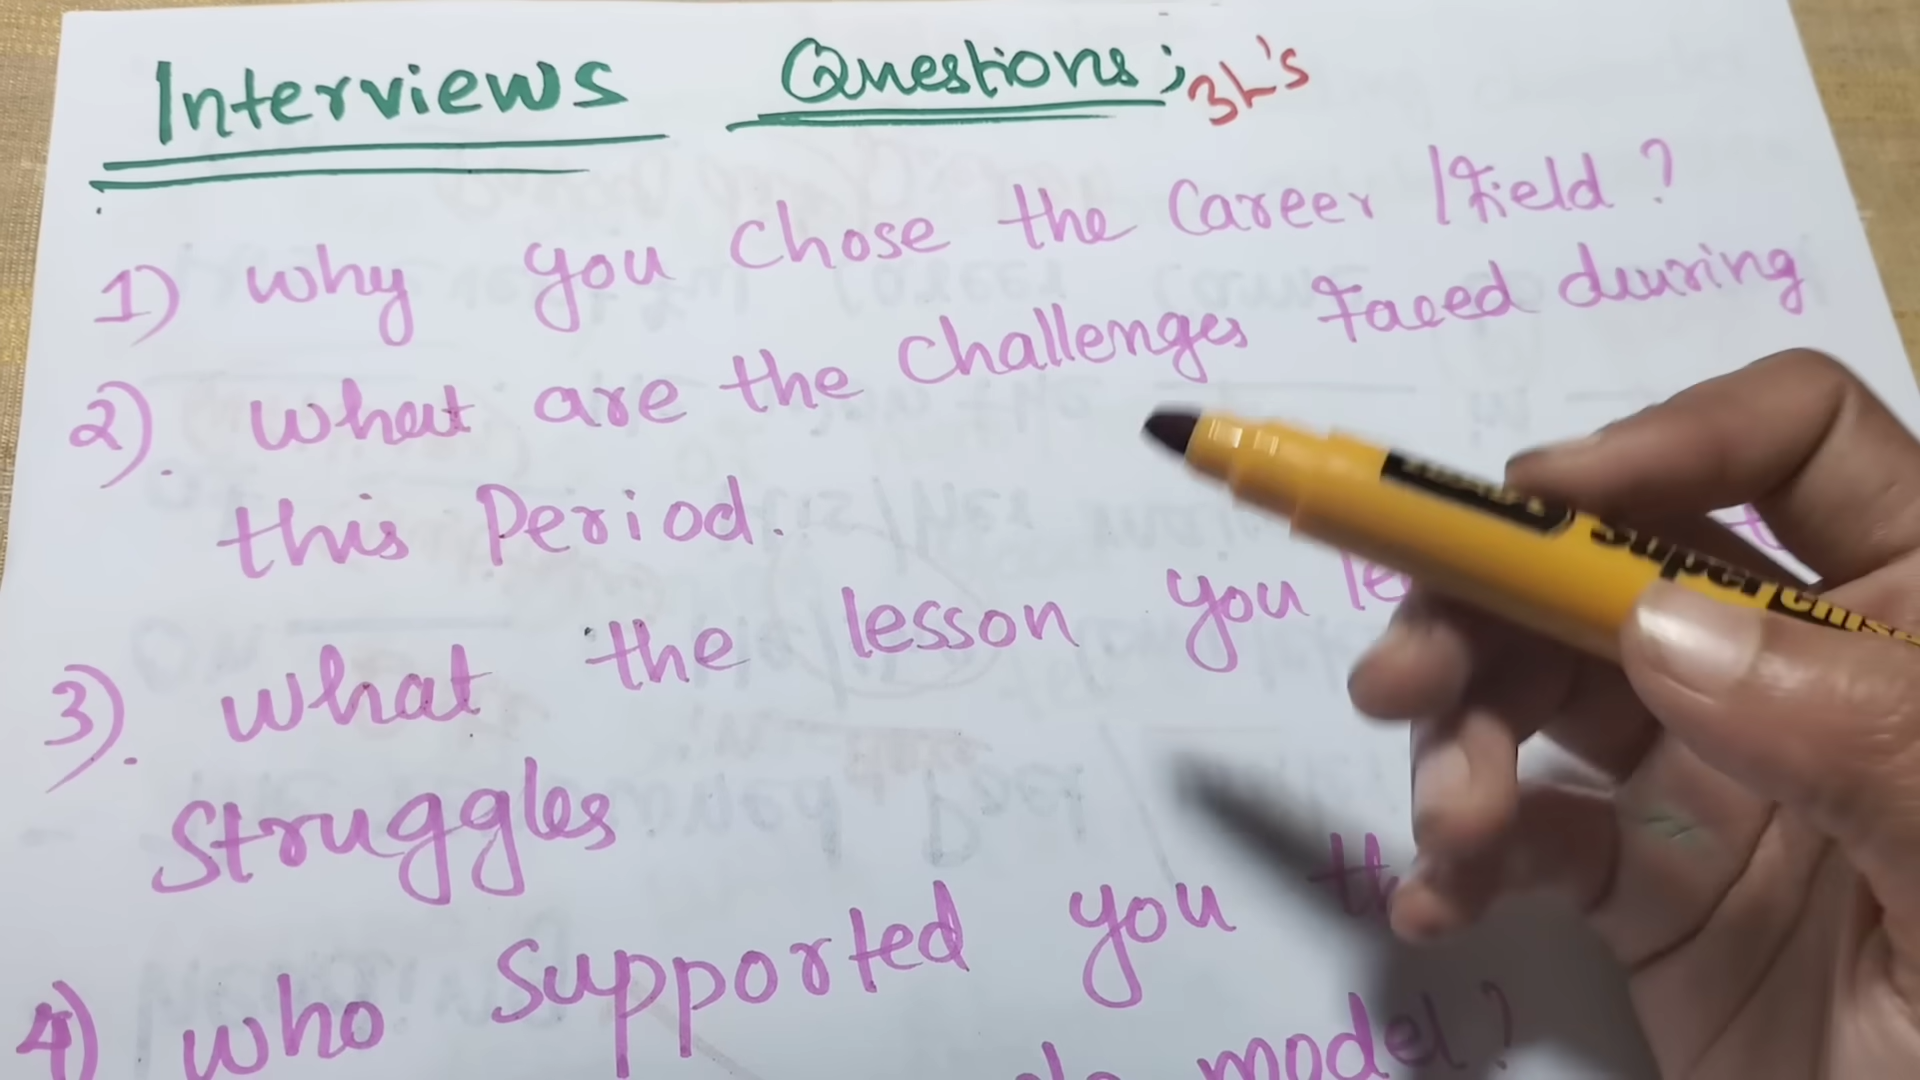 Interviews Questions; 3L's
1) why you chose the Career /field?
2). what are the challenges faced during
this Period.
3). what the lesson you
Struggles
4) who supported you
model?